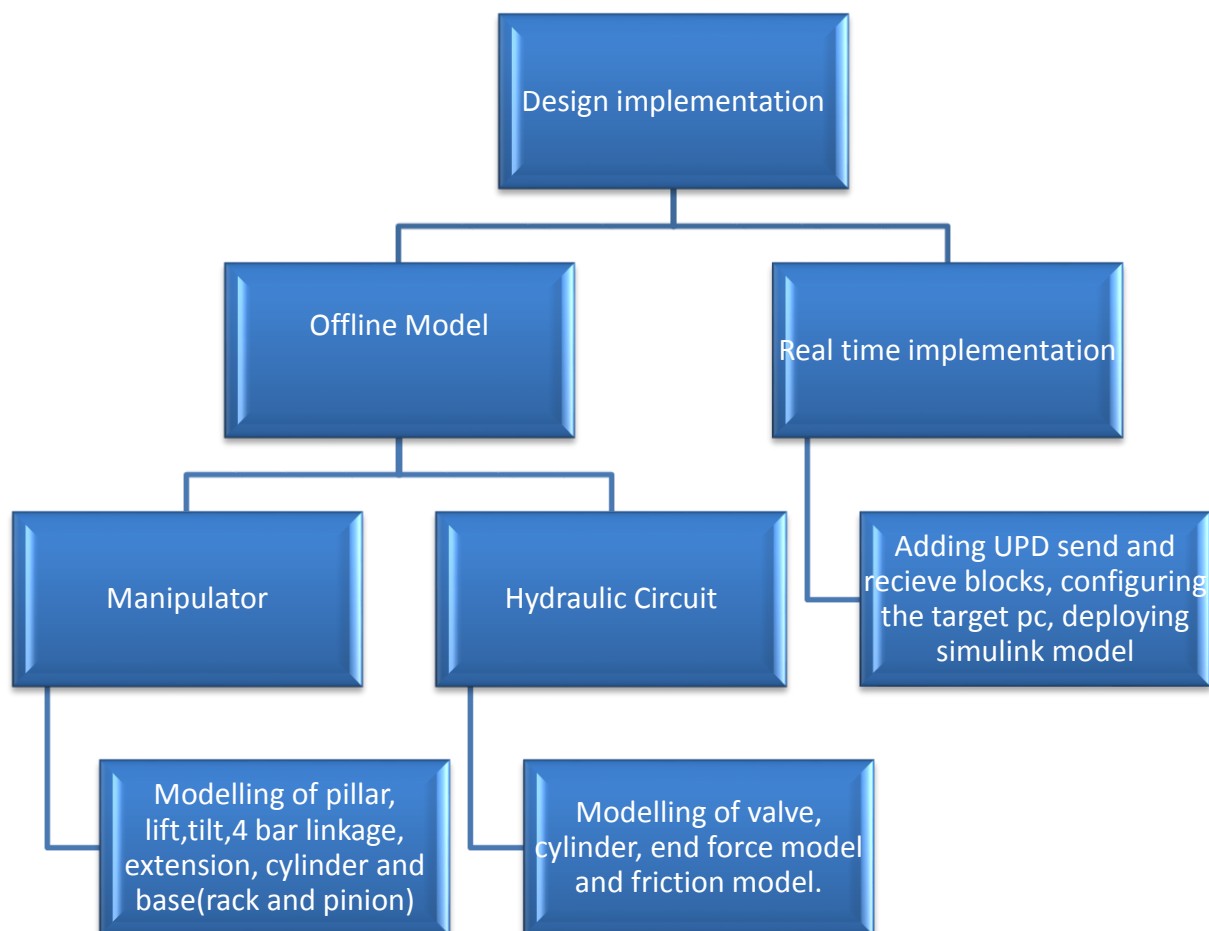 Design implementation
Offline Model
Real time implementation
Manipulator
Hydraulic Circuit
Adding UPD send and
recieve blocks, configuring
the target pc, deploying
simulink model
Modelling of pillar,
lift,tilt,4 bar linkage,
extension, cylinder and
base(rack and pinion)
Modelling of valve,
cylinder, end force model
and friction model.